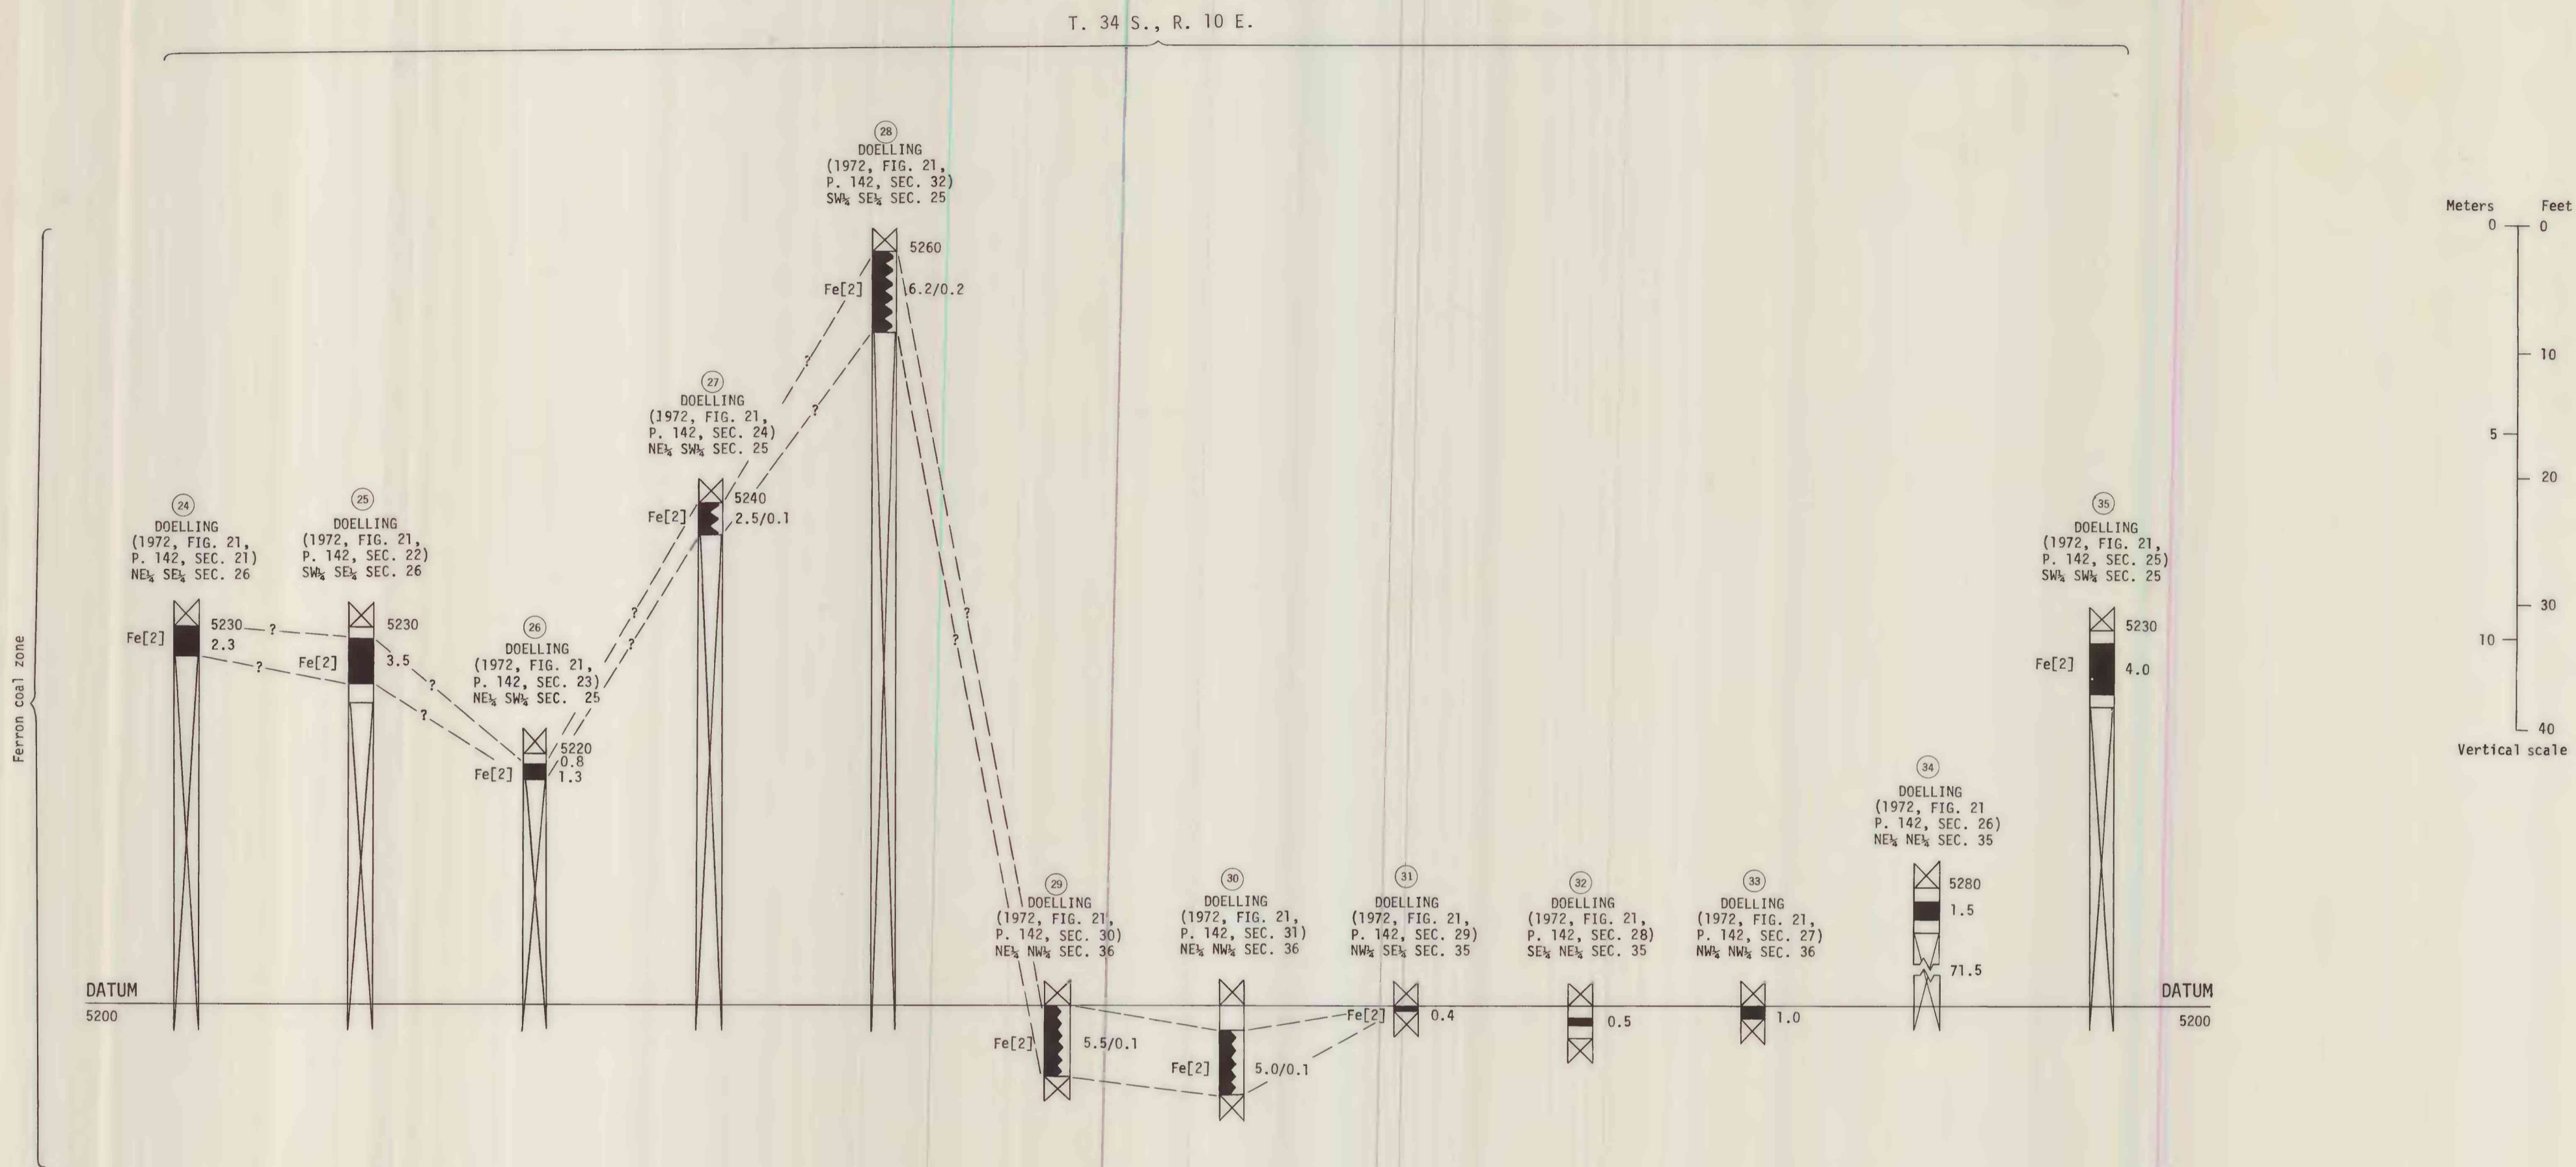 T. 34 S., R. 10 E.
Ferron coal zone
24
DOELLING
(1972, FIG. 21,
P. 142, SEC. 21)
NE¼ SE¼ SEC. 26
Fe[2]
5230
?
2.3
?
25
DOELLING
(1972, FIG. 21,
P. 142, SEC. 22)
SW¼ SE¼ SEC. 26
5230
Fe[2]
3.5
?
?
26
DOELLING
(1972, FIG. 21,
P. 142, SEC. 23)
NE¼ SW¼ SEC. 25
5220
0.8
Fe[2]
1.3
?
?
27
DOELLING
(1972, FIG. 21,
P. 142, SEC. 24)
NE¼ SW¼ SEC. 25
5240
Fe[2]
2.5/0.1
?
?
28
DOELLING
(1972, FIG. 21,
P. 142, SEC. 32)
SW¼ SE¼ SEC. 25
5260
Fe[2]
6.2/0.2
?
?
29
DOELLING
(1972, FIG. 21,
P. 142, SEC. 30)
NE¼ NW¼ SEC. 36
Fe[2]
5.5/0.1
30
DOELLING
(1972, FIG. 21,
P. 142, SEC. 31)
NE¼ NW¼ SEC. 36
Fe[2]
5.0/0.1
31
DOELLING
(1972, FIG. 21,
P. 142, SEC. 29)
NW¼ SE¼ SEC. 35
Fe[2]
0.4
32
DOELLING
(1972, FIG. 21,
P. 142, SEC. 28)
SE¼ NE¼ SEC. 35
0.5
33
DOELLING
(1972, FIG. 21,
P. 142, SEC. 27)
NW¼ NW¼ SEC. 36
1.0
34
DOELLING
(1972, FIG. 21
P. 142, SEC. 26)
NE¼ NE¼ SEC. 35
5280
1.5
71.5
35
DOELLING
(1972, FIG. 21,
P. 142, SEC. 25)
SW¼ SW¼ SEC. 25
5230
Fe[2]
4.0
DATUM
5200
DATUM
5200
Meters Feet
0 0
10
5
20
30
10
40
Vertical scale